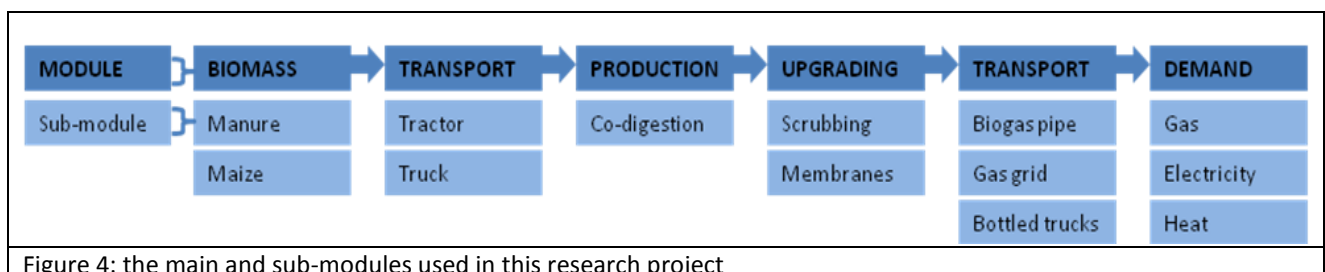 MODULE BIOMASS TRANSPORT PRODUCTION UPGRADING TRANSPORT DEMAND
Sub-module Manure Tractor Co-digestion Scrubbing Biogas pipe Gas
Maize Truck Membranes Gas grid Electricity
Bottled trucks Heat
Figure 4: the main and sub-modules used in this research project